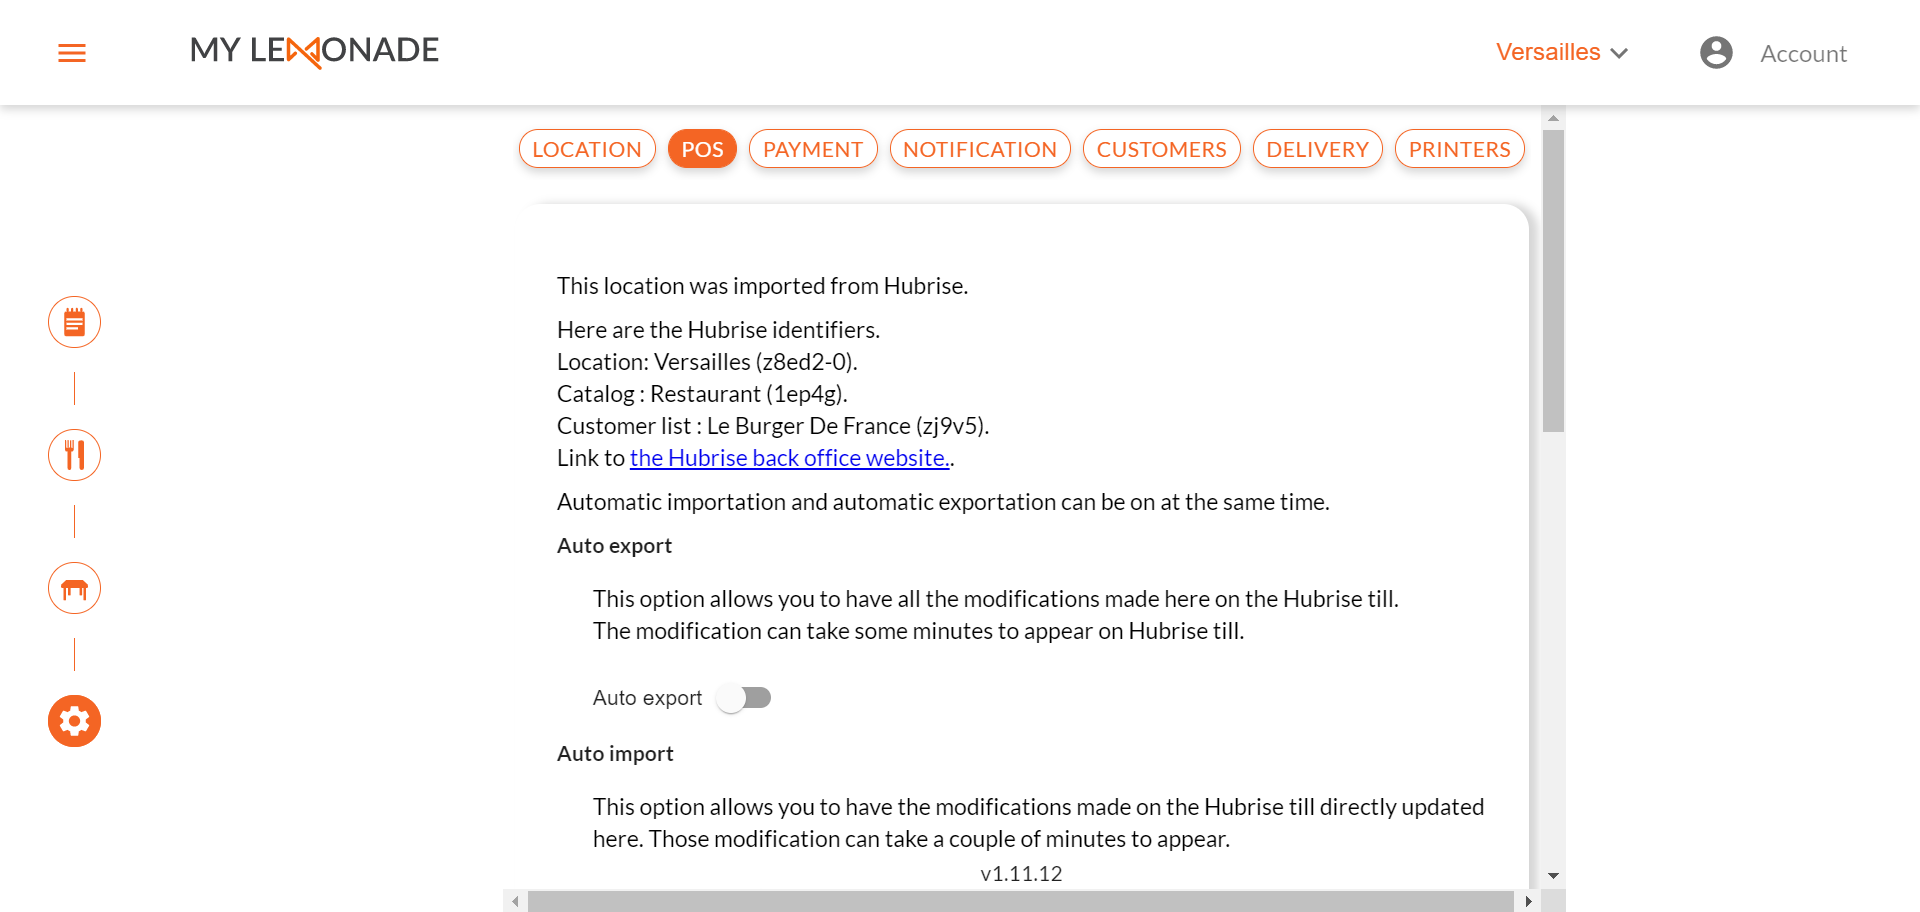 MY LEMONADE
Versailles
Account
LOCATION
POS
PAYMENT
NOTIFICATION
CUSTOMERS
DELIVERY
PRINTERS
This location was imported from Hubrise.
Here are the Hubrise identifiers.
Location: Versailles (z8ed2-0).
Catalog : Restaurant (1ep4g).
Customer list : Le Burger De France (zj9v5).
Link to the Hubrise back office website..
Automatic importation and automatic exportation can be on at the same time.
Auto export
This option allows you to have all the modifications made here on the Hubrise till.
The modification can take some minutes to appear on Hubrise till.
Auto export
Auto import
This option allows you to have the modifications made on the Hubrise till directly updated
here. Those modification can take a couple of minutes to appear.
v1.11.12